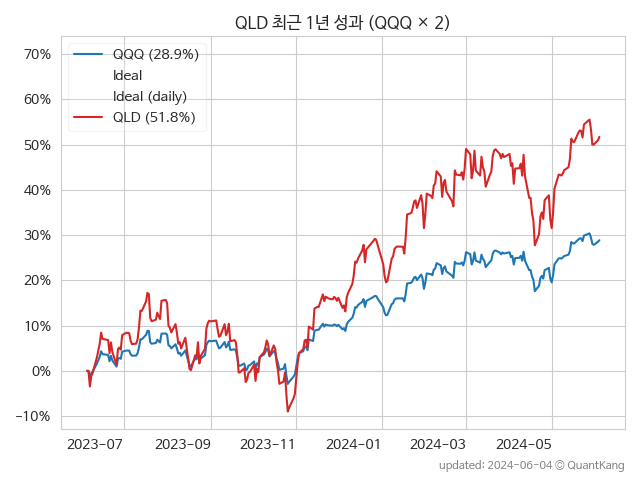 QLD 최근 1년 성과 (QQQ × 2)
70%
60%
50%
40%
30%
20%
10%
0%
−10%
QQQ (28.9%)
Ideal
Ideal (daily)
QLD (51.8%)
2023−07
2023−09
2023−11
2024−01
2024−03
2024−05
updated: 2024-06-04 © QuantKang